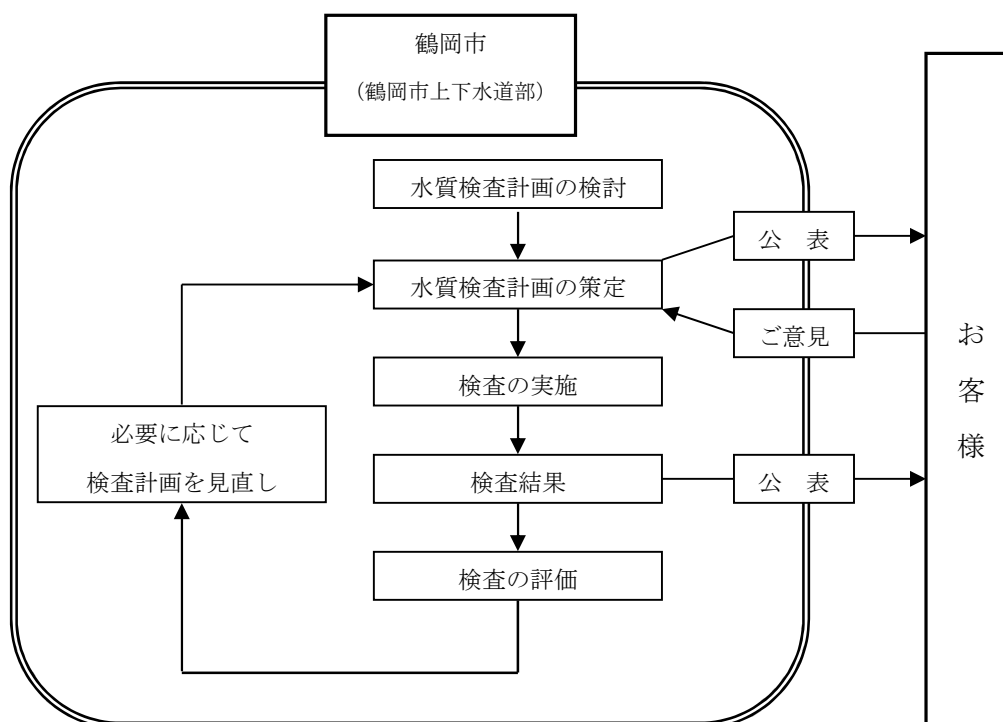 鶴岡市
（鶴岡市上下水道部）
水質検査計画の検討
公　表
水質検査計画の策定
ご意見
検査の実施
必要に応じて
検査計画を見直し
検査結果
公　表
検査の評価
お客様